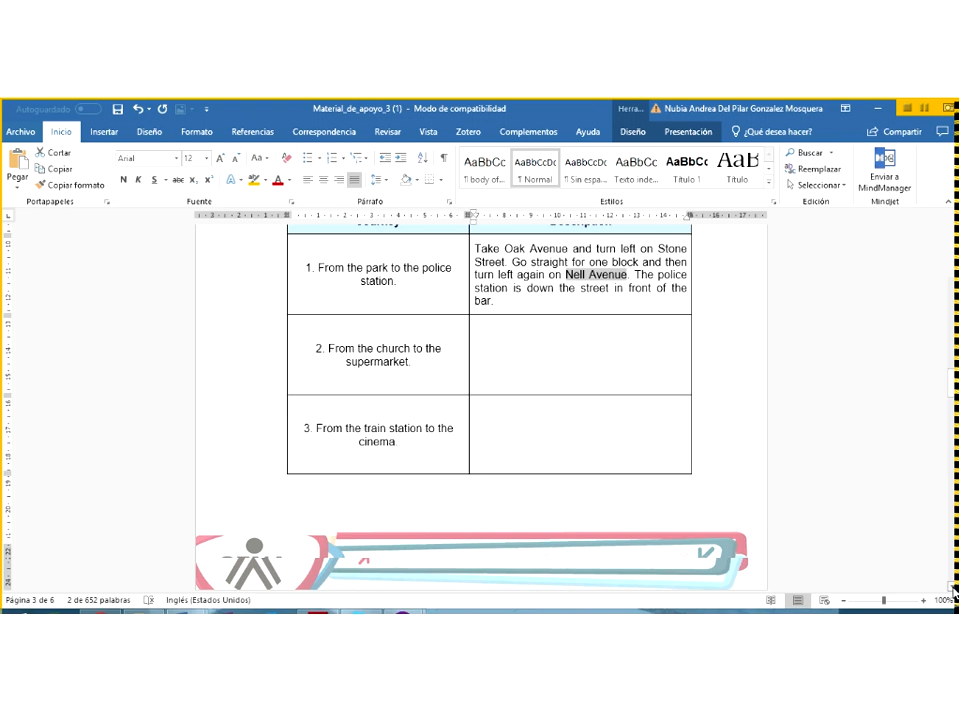 Autoguardado
Material_de_apoyo_3 (1) - Modo de compatibilidad
Herra...
Nubia Andrea Del Pilar Gonzalez Mosquera
Archivo Inicio Insertar Diseño Formato Referencias Correspondencia Revisar Vista Zotero Complementos Ayuda Diseño Presentación ¿Qué desea hacer? Compartir
Pegar
Cortar
Copiar
Copiar formato
Portapapeles
Arial 12
N K S abc x, x²
Fuente
Párrafo
AaBbCc AaBbCcDc AaBbCcDc AaBbCc AaBbCc AaB
¶ body of... ¶ Normal ¶ Sin espa... Texto inde... Título 1 Título
Estilos
Buscar
Reemplazar
Seleccionar
Edición
Enviar a
MindManager
Mindjet
1. From the park to the police
station.
Take Oak Avenue and turn left on Stone
Street. Go straight for one block and then
turn left again on Nell Avenue. The police
station is down the street in front of the
bar.
2. From the church to the
supermarket.
3. From the train station to the
cinema.
Página 3 de 6 2 de 652 palabras Inglés (Estados Unidos) 100%